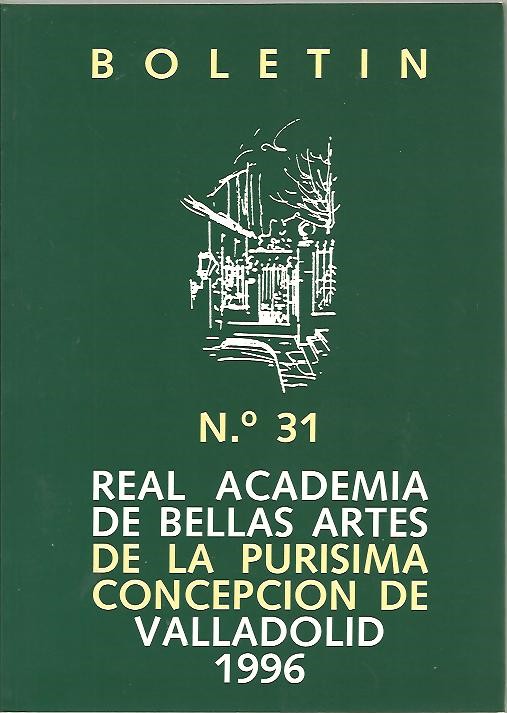 BOLETIN
N.º 31
REAL ACADEMIA
DE BELLAS ARTES
DE LA PURISIMA
CONCEPCION DE
VALLADOLID
1996